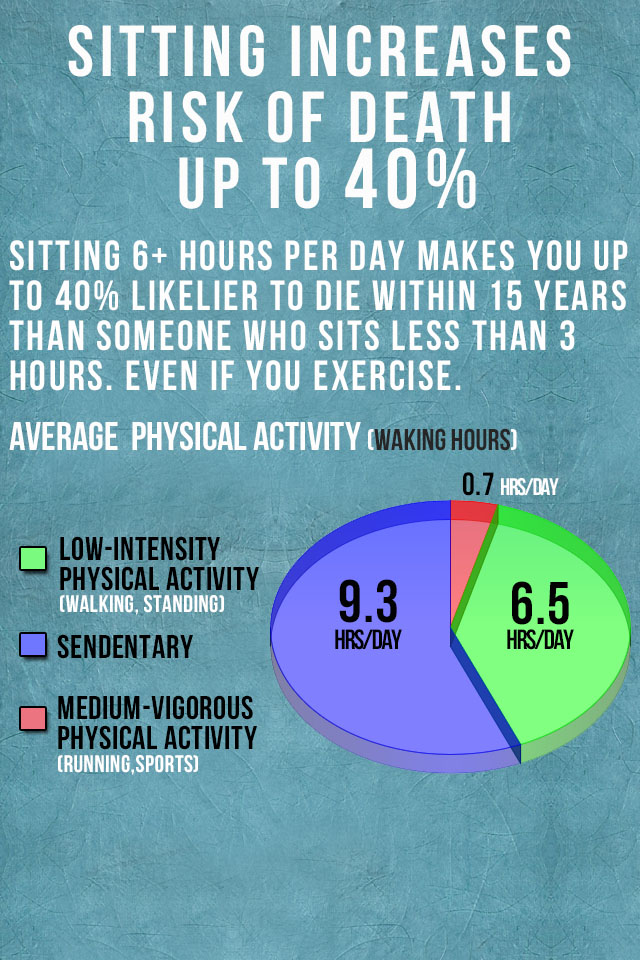 SITTING INCREASES
RISK OF DEATH
UP TO 40%
SITTING 6+ HOURS PER DAY MAKES YOU UP
TO 40% LIKELIER TO DIE WITHIN 15 YEARS
THAN SOMEONE WHO SITS LESS THAN 3
HOURS. EVEN IF YOU EXERCISE.
AVERAGE PHYSICAL ACTIVITY (WAKING HOURS)
0.7 HRS/DAY
LOW-INTENSITY
PHYSICAL ACTIVITY
(WALKING, STANDING)
SENDENTARY
MEDIUM-VIGOROUS
PHYSICAL ACTIVITY
(RUNNING,SPORTS)
9.3
HRS/DAY
6.5
HRS/DAY